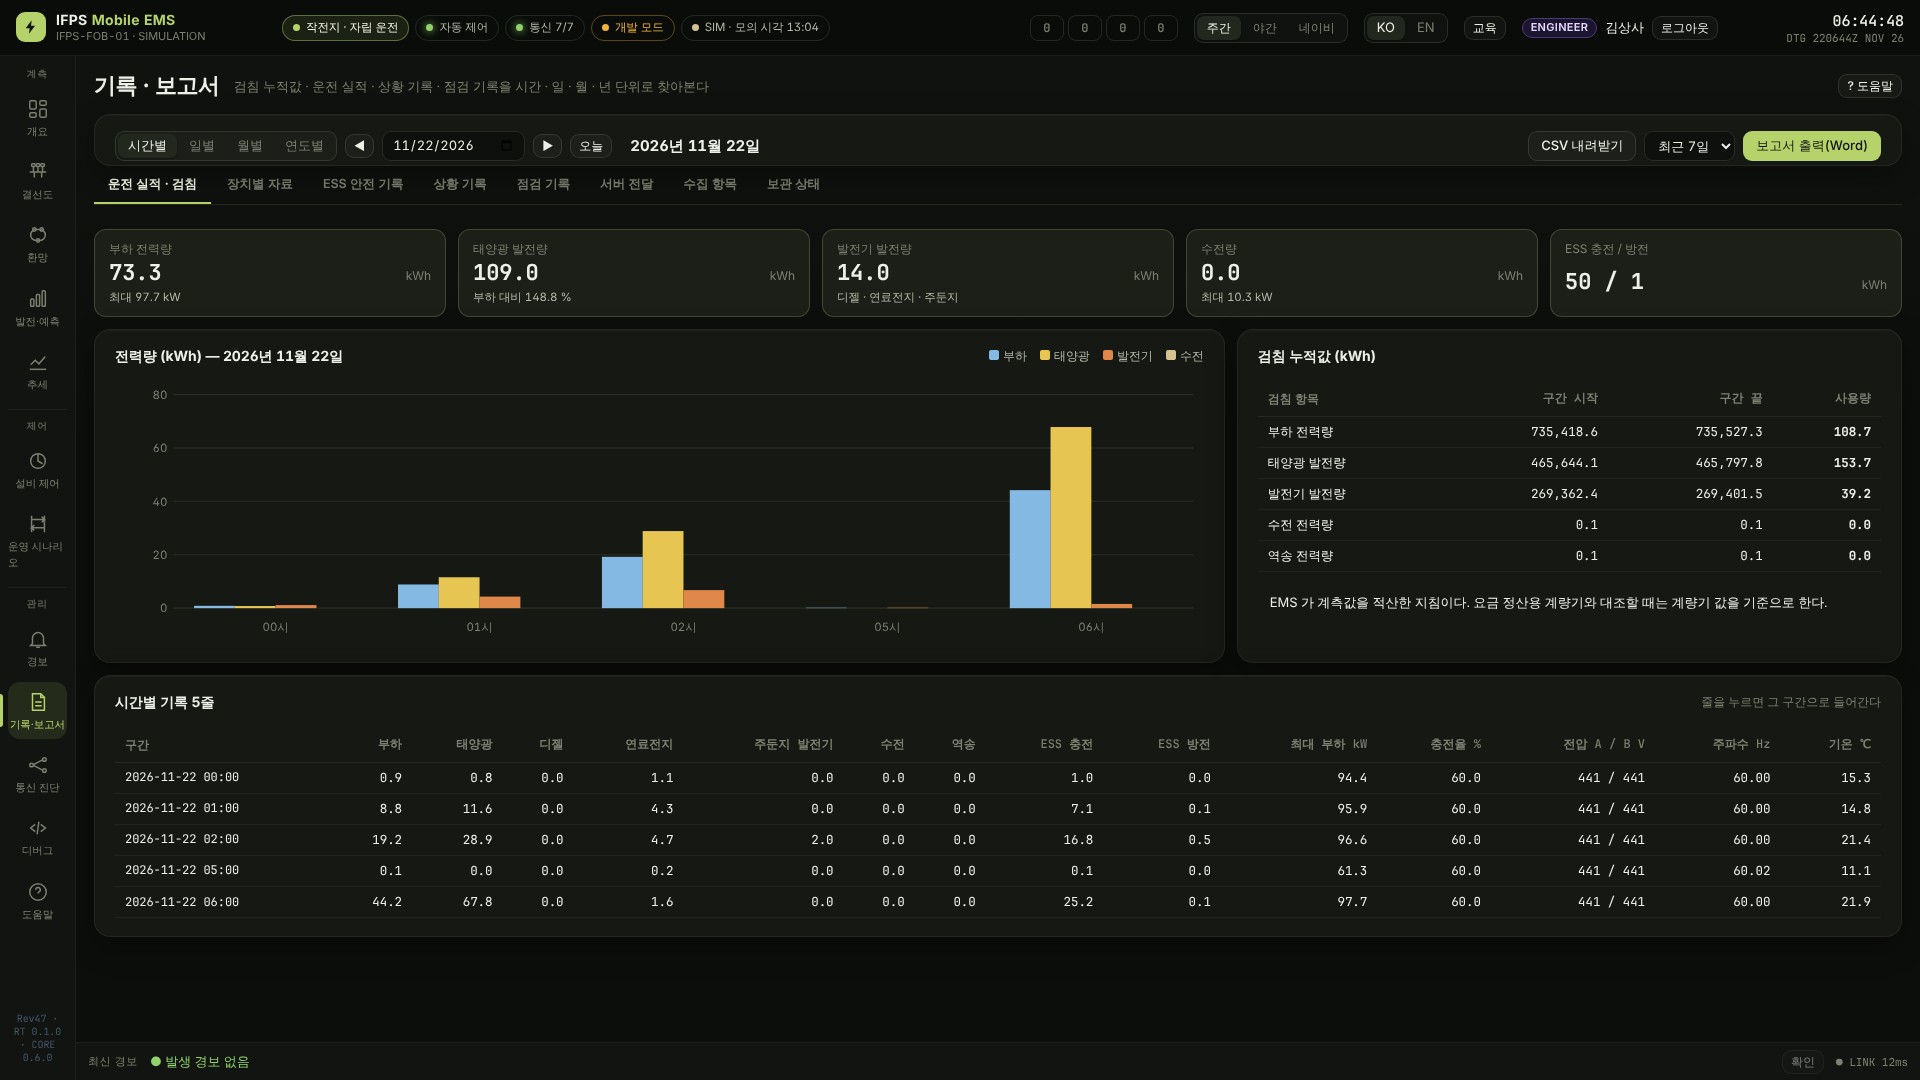 IFPS Mobile EMS
IFPS-FOB-01 · SIMULATION
작전지 · 자립 운전
자동 제어
통신 7/7
개발 모드
SIM · 모의 시각 13:04
0 0 0 0
주간 야간 네이비
KO EN
교육
ENGINEER 김상사 로그아웃
06:44:48
DTG 220644Z NOV 26
계측
개요
결선도
환망
발전·예측
추세
제어
설비 제어
운영 시나리
오
관리
경보
기록·보고서
통신 진단
디버그
도움말
Rev47 ·
RT 0.1.0
· CORE
0.6.0
기록 · 보고서
검침 누적값 · 운전 실적 · 상황 기록 · 점검 기록을 시간 · 일 · 월 · 년 단위로 찾아본다
? 도움말
시간별 일별 월별 연도별
◀ 11/22/2026 ▶ 오늘
2026년 11월 22일
CSV 내려받기
최근 7일
보고서 출력(Word)
운전 실적 · 검침 장치별 자료 ESS 안전 기록 상황 기록 점검 기록 서버 전달 수집 항목 보관 상태
부하 전력량
73.3 kWh
최대 97.7 kW
태양광 발전량
109.0 kWh
부하 대비 148.8 %
발전기 발전량
14.0 kWh
디젤 · 연료전지 · 주둔지
수전량
0.0 kWh
최대 10.3 kW
ESS 충전 / 방전
50 / 1 kWh
전력량 (kWh) — 2026년 11월 22일
부하 태양광 발전기 수전
80
60
40
20
0
00시 01시 02시 05시 06시
검침 누적값 (kWh)
검침 항목 구간 시작 구간 끝 사용량
부하 전력량 735,418.6 735,527.3 108.7
태양광 발전량 465,644.1 465,797.8 153.7
발전기 발전량 269,362.4 269,401.5 39.2
수전 전력량 0.1 0.1 0.0
역송 전력량 0.1 0.1 0.0
EMS 가 계측값을 적산한 지침이다. 요금 정산용 계량기와 대조할 때는 계량기 값을 기준으로 한다.
시간별 기록 5줄
줄을 누르면 그 구간으로 들어간다
구간 부하 태양광 디젤 연료전지 주둔지 발전기 수전 역송 ESS 충전 ESS 방전 최대 부하 kW 충전율 % 전압 A / B V 주파수 Hz 기온 ℃
2026-11-22 00:00 0.9 0.8 0.0 1.1 0.0 0.0 0.0 1.0 0.0 94.4 60.0 441 / 441 60.00 15.3
2026-11-22 01:00 8.8 11.6 0.0 4.3 0.0 0.0 0.0 7.1 0.1 95.9 60.0 441 / 441 60.00 14.8
2026-11-22 02:00 19.2 28.9 0.0 4.7 2.0 0.0 0.0 16.8 0.5 96.6 60.0 441 / 441 60.00 21.4
2026-11-22 05:00 0.1 0.0 0.0 0.2 0.0 0.0 0.0 0.1 0.0 61.3 60.0 441 / 441 60.02 11.1
2026-11-22 06:00 44.2 67.8 0.0 1.6 0.0 0.0 0.0 25.2 0.1 97.7 60.0 441 / 441 60.00 21.9
최신 경보
발생 경보 없음
확인
LINK 12ms